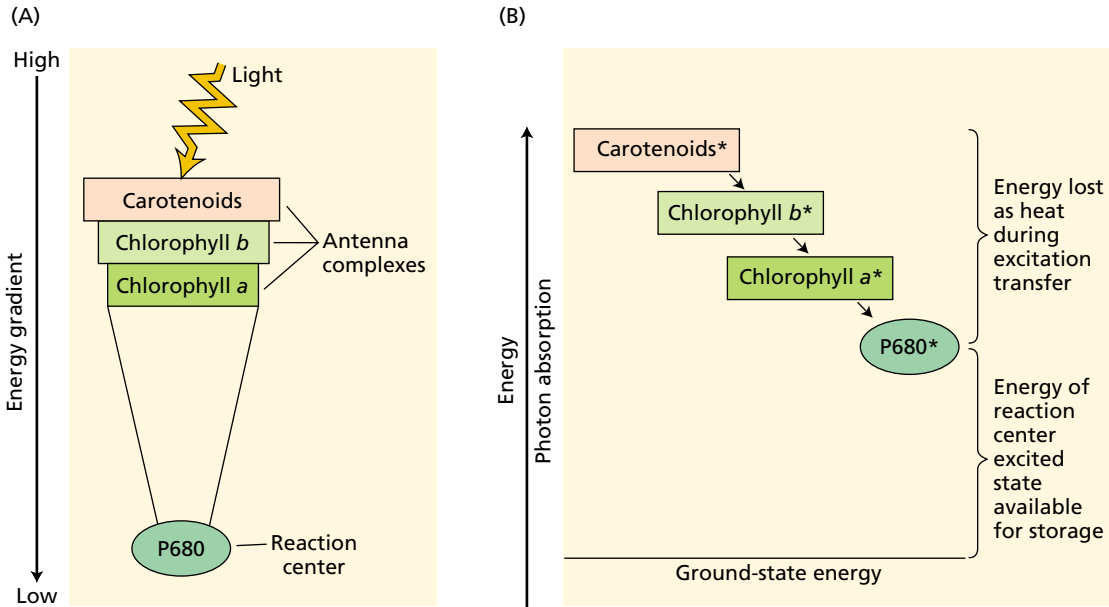 (A)
High
Light
Carotenoids
Chlorophyll b
Chlorophyll a
Antenna
complexes
Energy gradient
P680
Reaction
center
Low
(B)
Energy
Photon absorption
Carotenoids*
Chlorophyll b*
Chlorophyll a*
P680*
Energy lost
as heat
during
excitation
transfer
Energy of
reaction
center
excited
state
available
for storage
Ground-state energy